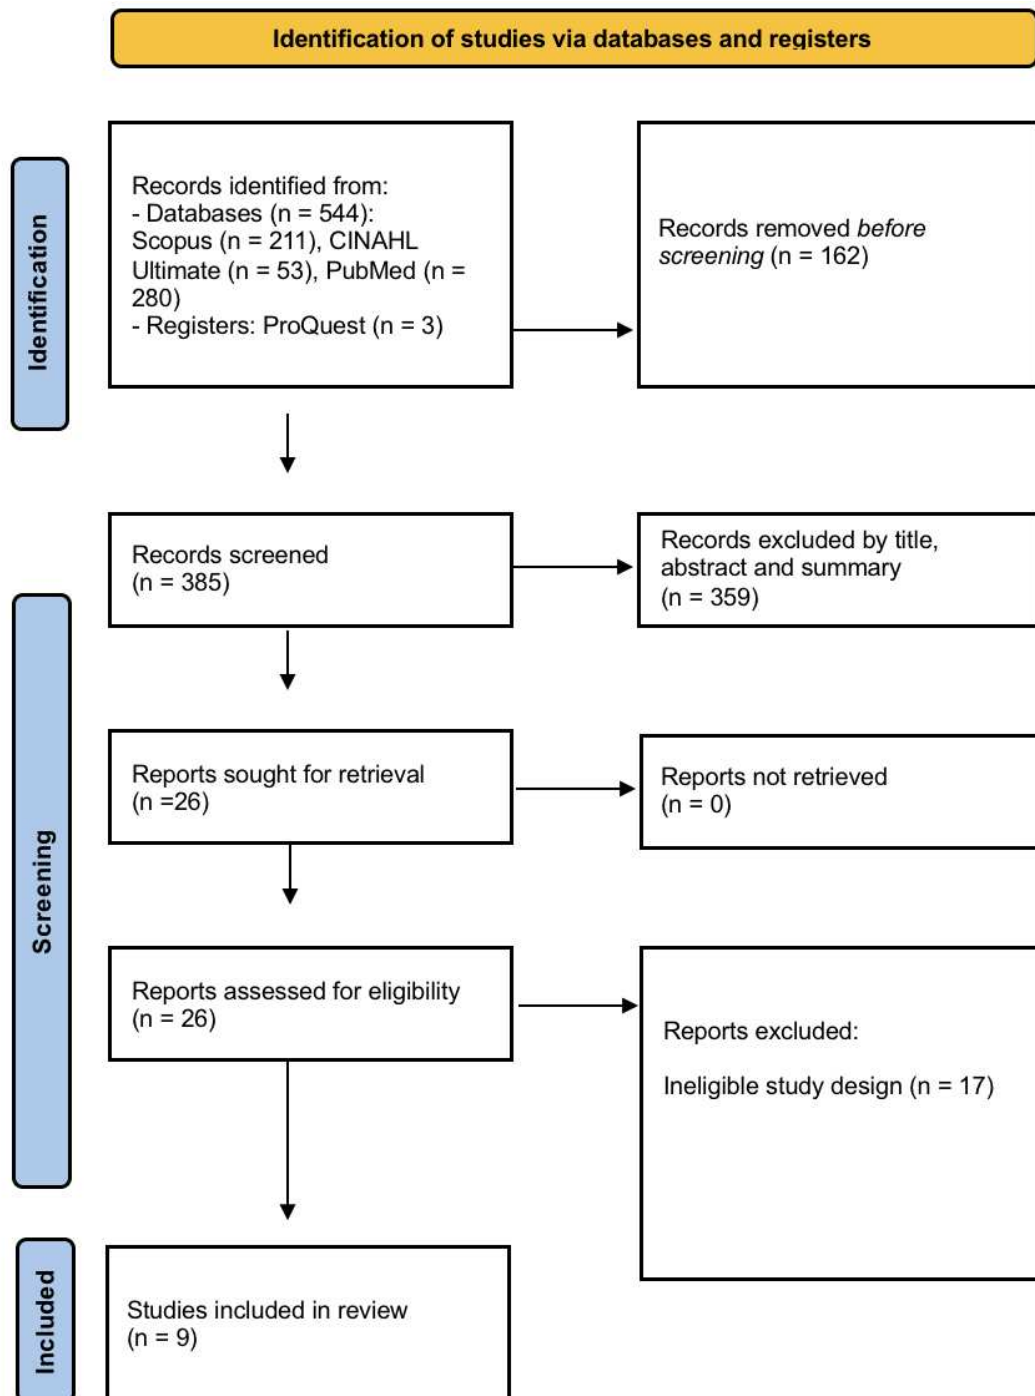 Identification of studies via databases and registers
Identification
Records identified from:
- Databases (n = 544):
Scopus (n = 211), CINAHL
Ultimate (n = 53), PubMed (n =
280)
- Registers: ProQuest (n = 3)
Records removed before
screening (n = 162)
Screening
Records screened
(n = 385)
Records excluded by title,
abstract and summary
(n = 359)
Reports sought for retrieval
(n =26)
Reports not retrieved
(n = 0)
Reports assessed for eligibility
(n = 26)
Reports excluded:
Ineligible study design (n = 17)
Included
Studies included in review
(n = 9)